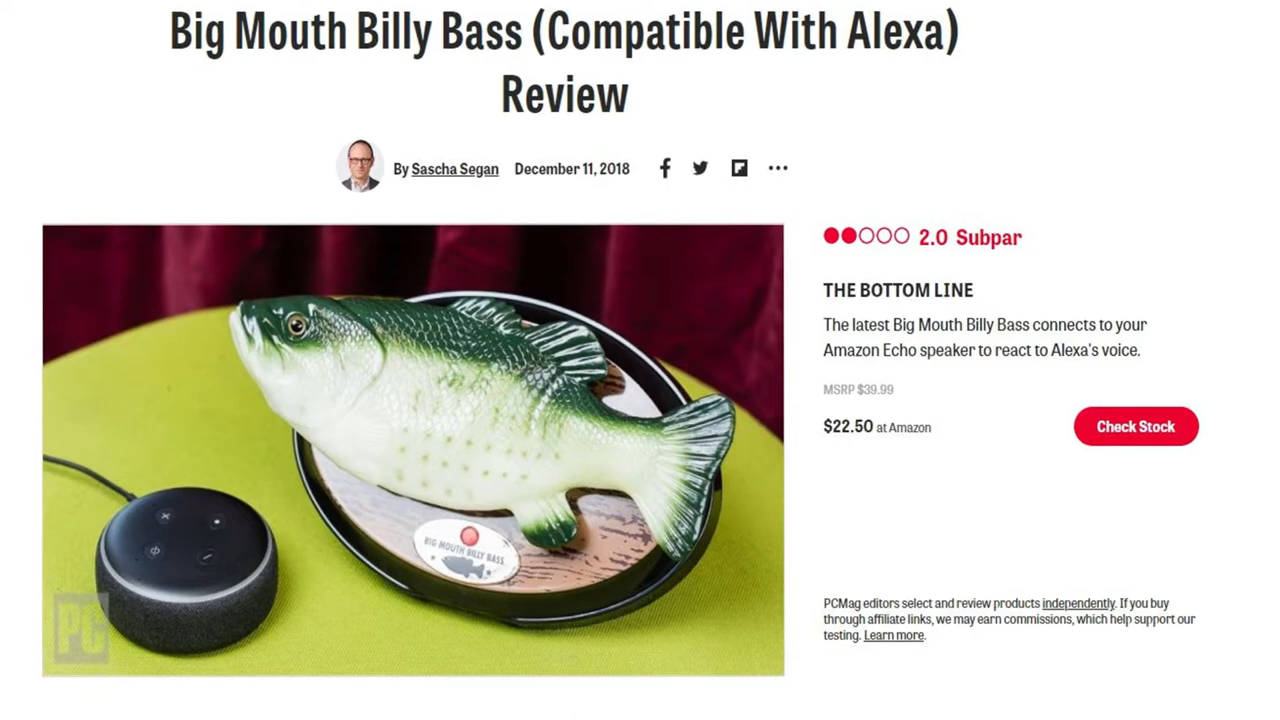 Big Mouth Billy Bass (Compatible With Alexa)
Review
By Sascha Segan December 11, 2018
2.0 Subpar
THE BOTTOM LINE
The latest Big Mouth Billy Bass connects to your
Amazon Echo speaker to react to Alexa's voice.
MSRP $39.99
$22.50 at Amazon
Check Stock
BIG MOUTH BILLY BASS
PC
PCMag editors select and review products independently. If you buy
through affiliate links, we may earn commissions, which help support our
testing. Learn more.